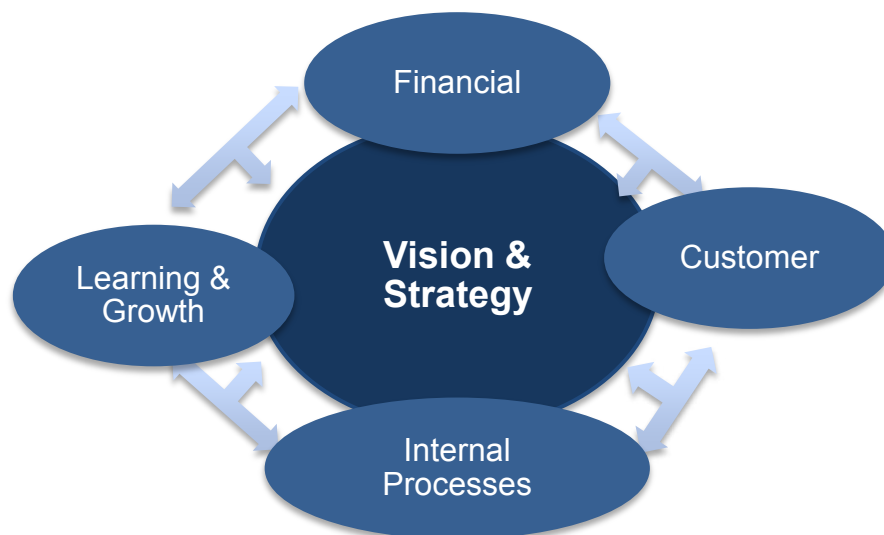 Financial
Vision &
Strategy
Customer
Learning &
Growth
Internal
Processes